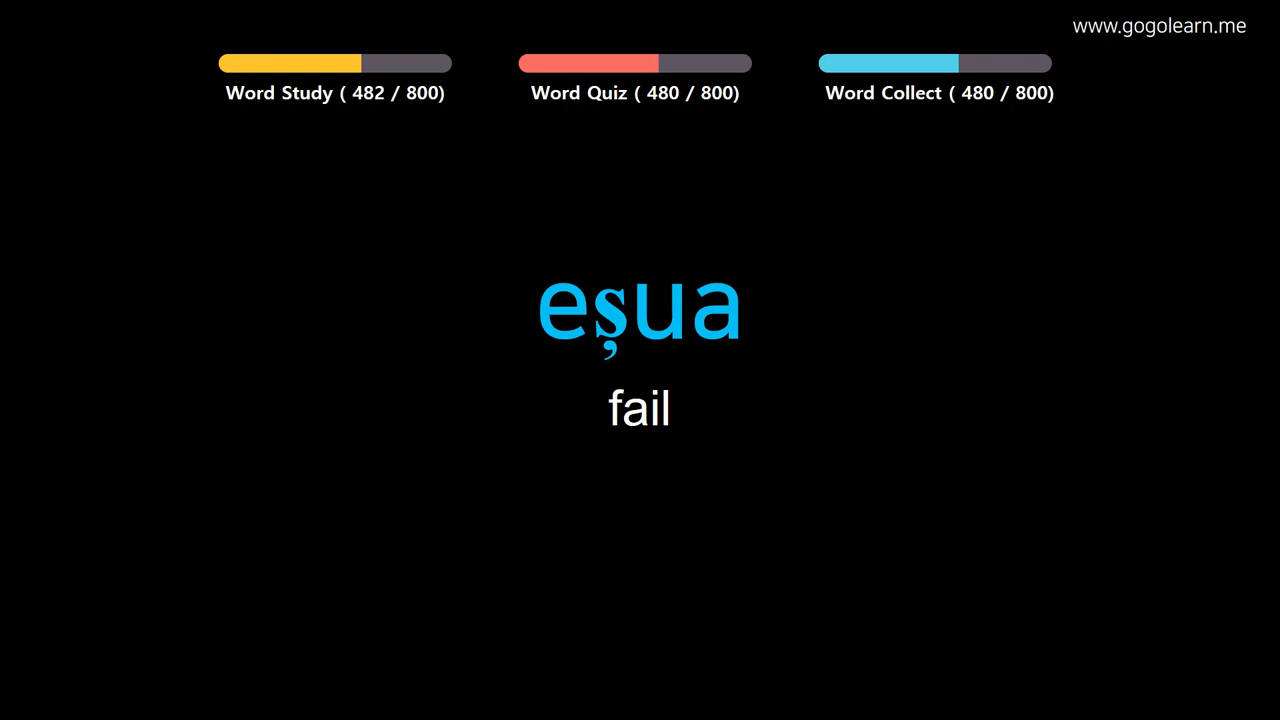 www.gogolearn.me
Word Study ( 482 / 800)
Word Quiz ( 480 / 800)
Word Collect ( 480 / 800)
eșua
fail